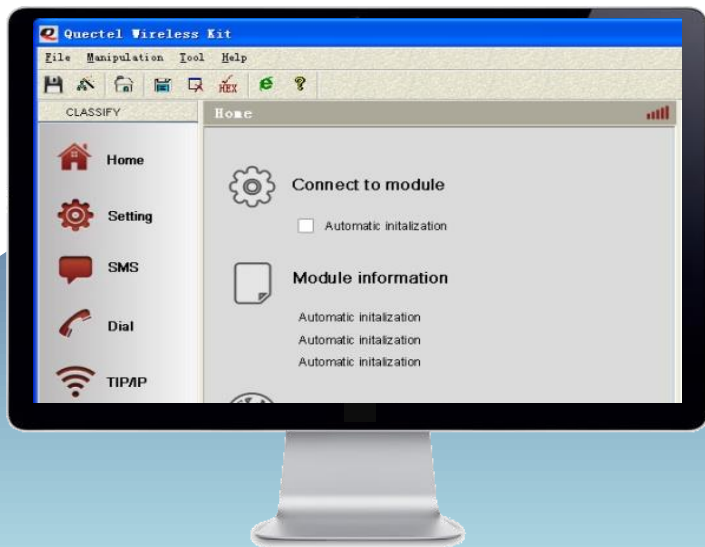 Quectel Wireless Kit
File Manipulation Tool Help
HEX
CLASSIFY
Home
Home
Connect to module
Automatic initalization
Setting
Module information
SMS
Automatic initalization
Automatic initalization
Automatic initalization
Dial
TIP/IP